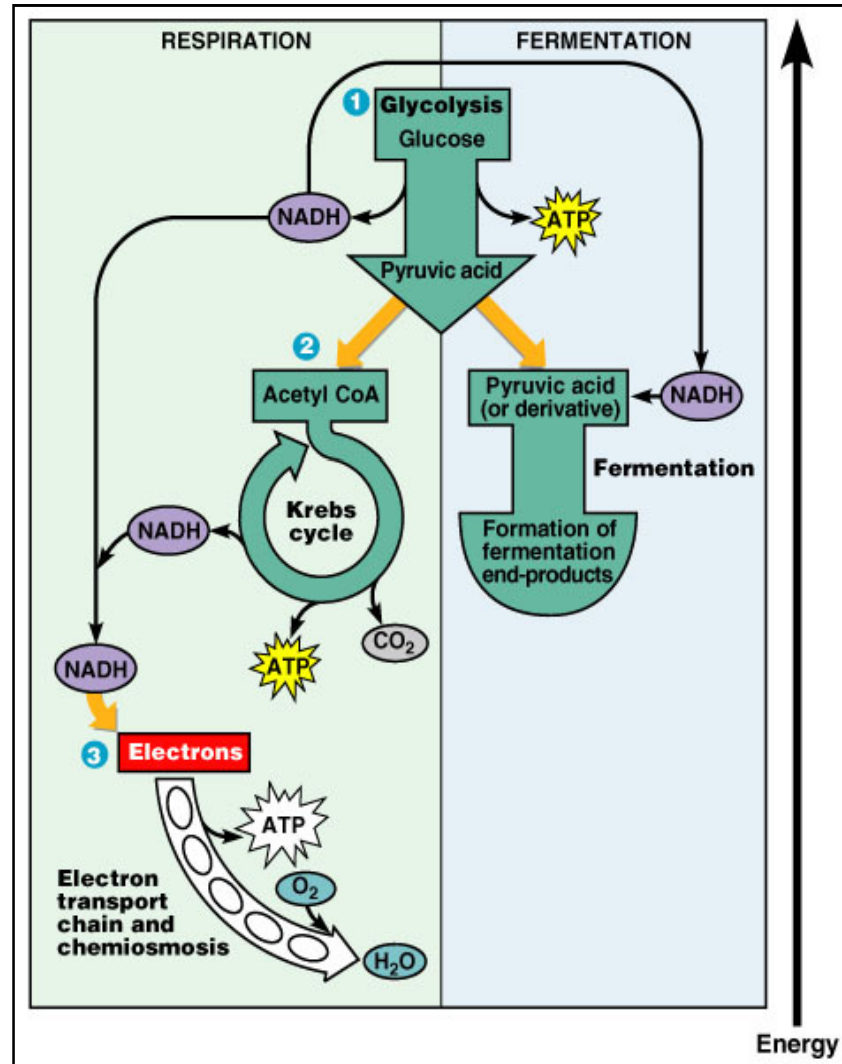 RESPIRATION
FERMENTATION
1
Glycolysis
Glucose
NADH
ATP
Pyruvic acid
2
Acetyl CoA
Pyruvic acid
(or derivative)
NADH
Fermentation
Krebs
cycle
NADH
Formation of
fermentation
end-products
CO₂
ATP
NADH
3
Electrons
ATP
Electron
transport
chain and
chemiosmosis
O₂
H₂O
Energy